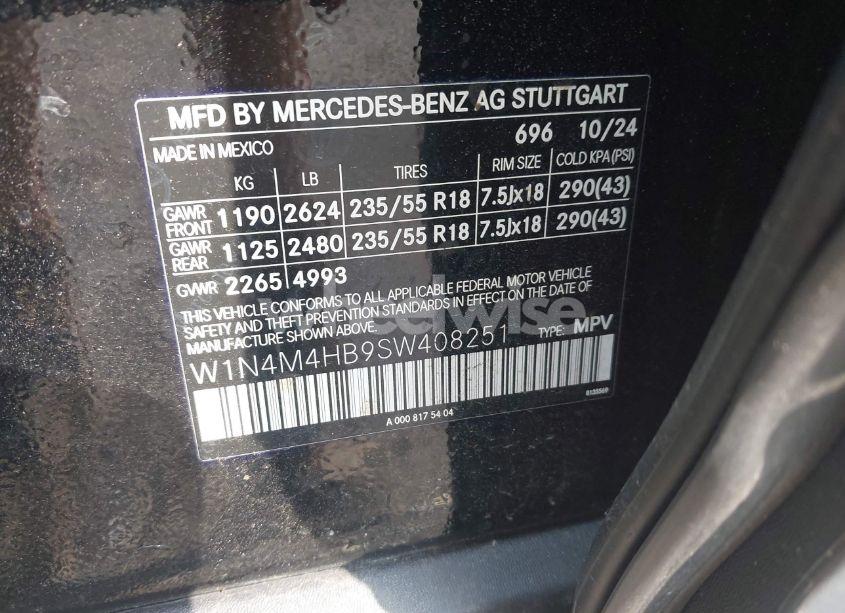 MFD BY MERCEDES-BENZ AG STUTTGART
696 10/24
MADE IN MEXICO
KG LB TIRES RIM SIZE COLD KPA(PSI)
GAWR FRONT 1190 2624 235/55 R18 7.5Jx18 290(43)
GAWR REAR 1125 2480 235/55 R18 7.5Jx18 290(43)
GVWR 2265 4993
THIS VEHICLE CONFORMS TO ALL APPLICABLE FEDERAL MOTOR VEHICLE
SAFETY AND THEFT PREVENTION STANDARDS IN EFFECT ON THE DATE OF
MANUFACTURE SHOWN ABOVE.
W1N4M4HB9SW408251 TYPE: MPV
A 000 817 54 04